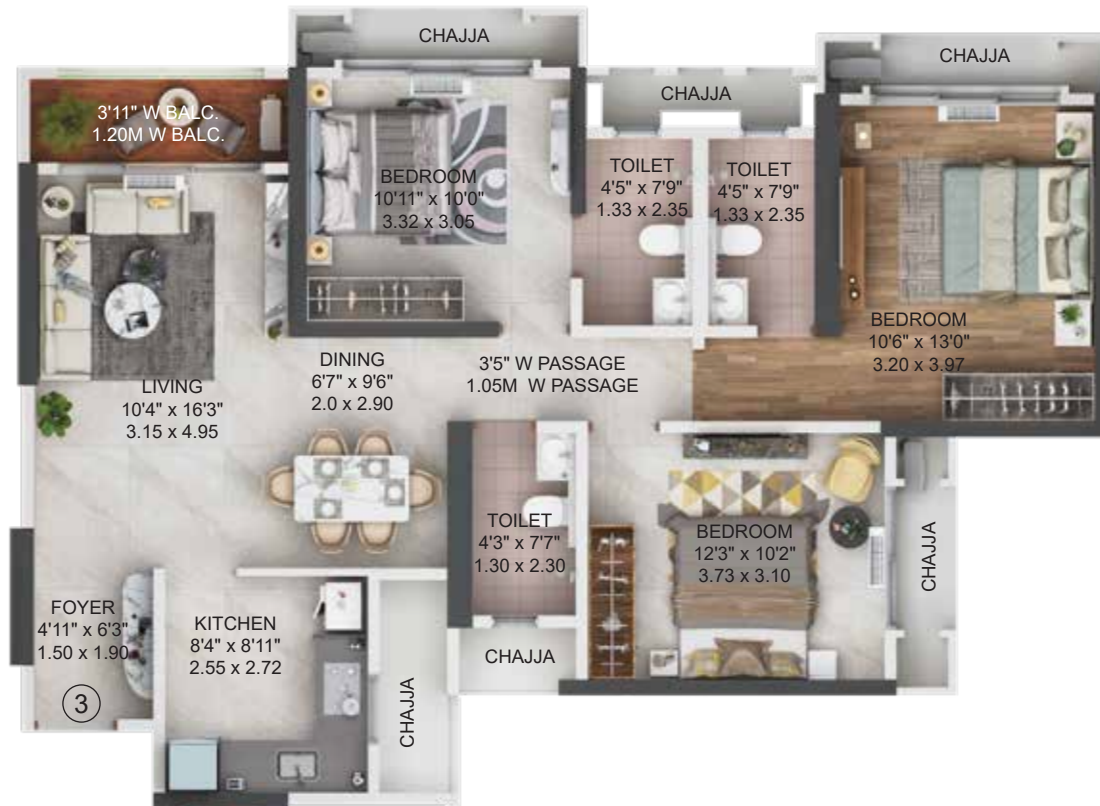 CHAJJA
CHAJJA
CHAJJA
3'11" W BALC.
1.20M W BALC.
BEDROOM
10'11" x 10'0"
3.32 x 3.05
TOILET
4'5" x 7'9"
1.33 x 2.35
TOILET
4'5" x 7'9"
1.33 x 2.35
BEDROOM
10'6" x 13'0"
3.20 x 3.97
LIVING
10'4" x 16'3"
3.15 x 4.95
DINING
6'7" x 9'6"
2.0 x 2.90
3'5" W PASSAGE
1.05M W PASSAGE
TOILET
4'3" x 7'7"
1.30 x 2.30
BEDROOM
12'3" x 10'2"
3.73 x 3.10
CHAJJA
FOYER
4'11" x 6'3"
1.50 x 1.90
3
KITCHEN
8'4" x 8'11"
2.55 x 2.72
CHAJJA
CHAJJA